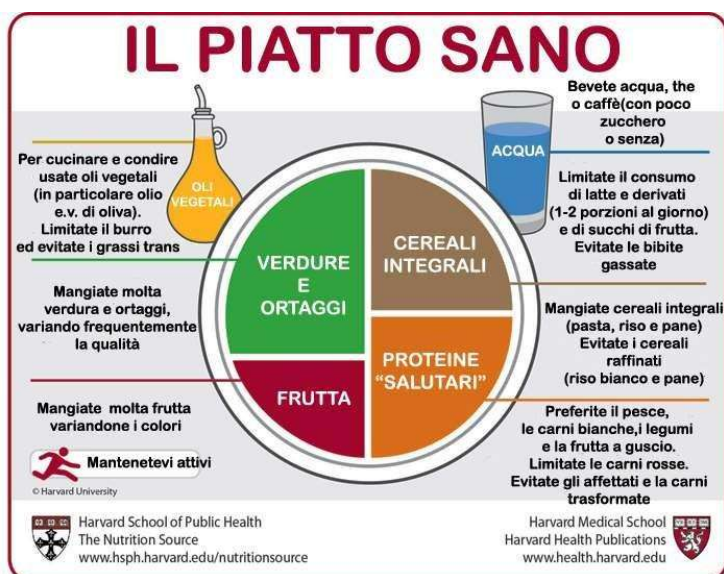 IL PIATTO SANO
Bevete acqua, the
o caffè(con poco
zucchero
o senza)
ACQUA
Limitate il consumo
di latte e derivati
(1-2 porzioni al giorno)
e di succhi di frutta.
Evitate le bibite
gassate
OLI
VEGETALI
Per cucinare e condire
usate oli vegetali
(in particolare olio
e.v. di oliva).
Limitate il burro
ed evitate i grassi trans
VERDURE
E
ORTAGGI
CEREALI
INTEGRALI
Mangiate molta
verdura e ortaggi,
variando frequentemente
la qualità
Mangiate cereali integrali
(pasta, riso e pane)
Evitate i cereali
raffinati
(riso bianco e pane)
FRUTTA
PROTEINE
“SALUTARI”
Mangiate molta frutta
variandone i colori
Preferite il pesce,
le carni bianche,i legumi
e la frutta a guscio.
Limitate le carni rosse.
Evitate gli affettati e la carni
trasformate
Mantenetevi attivi
© Harvard University
Harvard School of Public Health
The Nutrition Source
www.hsph.harvard.edu/nutritionsource
Harvard Medical School
Harvard Health Publications
www.health.harvard.edu